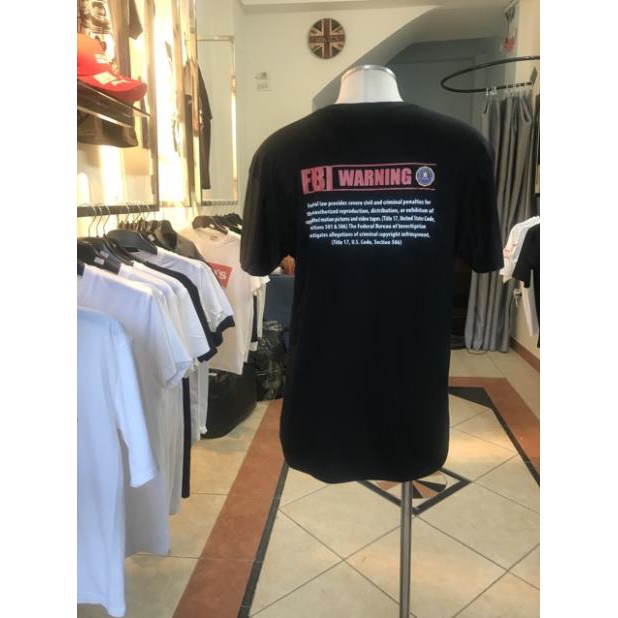 FBI WARNING
Federal law provides severe civil and criminal penalties for
unauthorized reproduction, distribution, or exhibition of
motion pictures and video tapes. (Title 17, United States Code,
Sections 501 & 506) The Federal Bureau of Investigation
investigates allegations of criminal copyright infringement,
(Title 17, U.S. Code, Section 506)